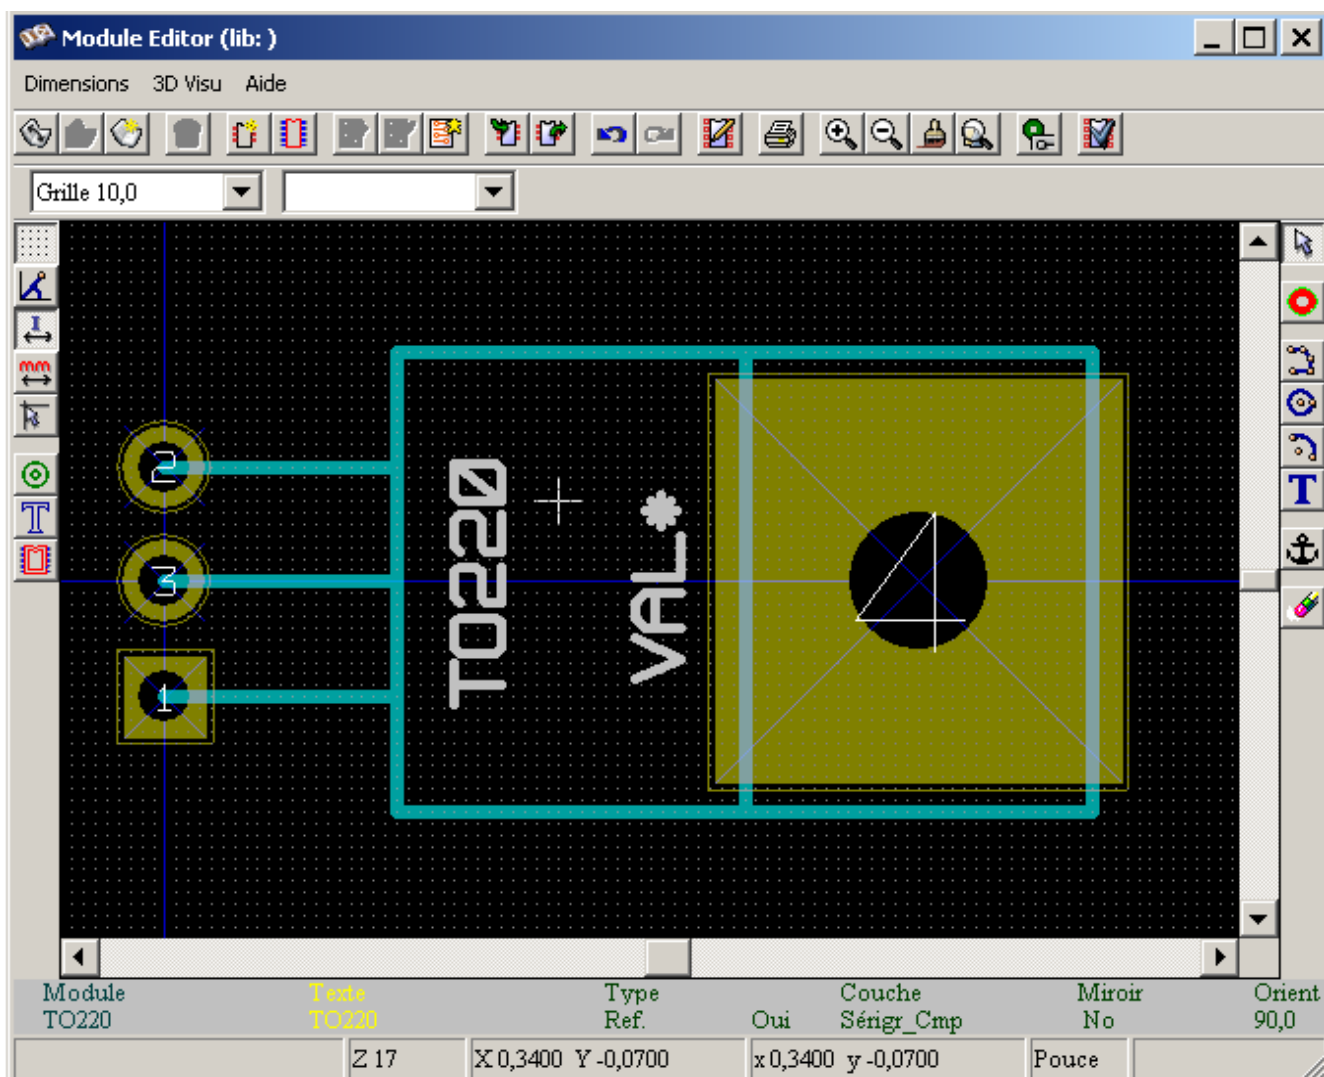 Module Editor (lib: )
Dimensions 3D Visu Aide
Grille 10,0
mm
2
3
1
TO220
VAL*
4
Module Texte Type Couche Miroir Orient
TO220 TO220 Ref. Oui Sérigr_Cmp No 90,0
Z 17 X 0,3400 Y -0,0700 x 0,3400 y -0,0700 Pouce